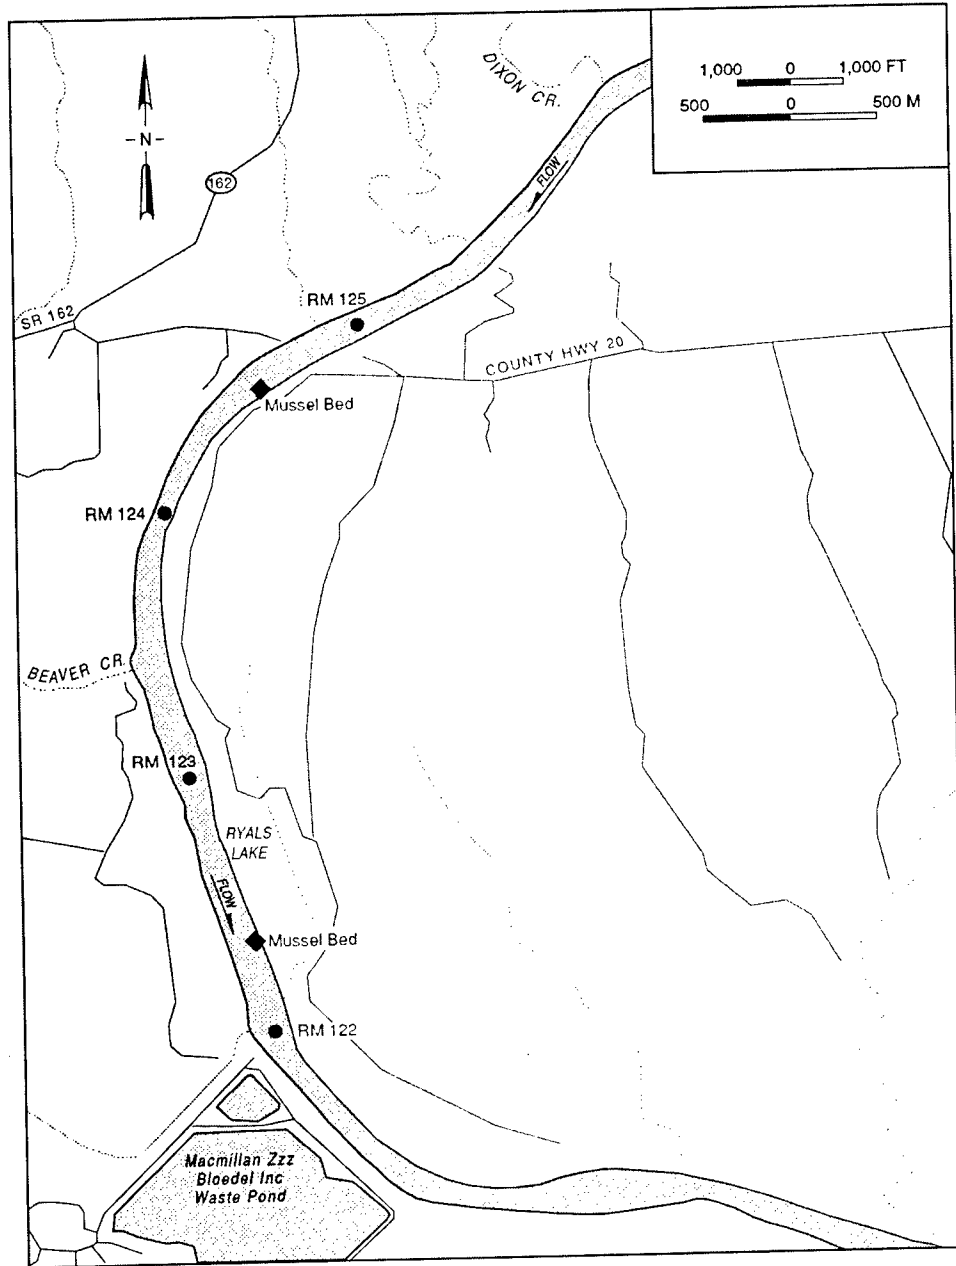 1,000 0 1,000 FT
500 0 500 M
DIXON CR.
-N-
FLOW
162
RM 125
SR 162
COUNTY HWY 20
Mussel Bed
RM 124
BEAVER CR.
RM 123
RYALS
LAKE
FLOW
Mussel Bed
RM 122
Macmillan Zzz
Bloedel Inc
Waste Pond